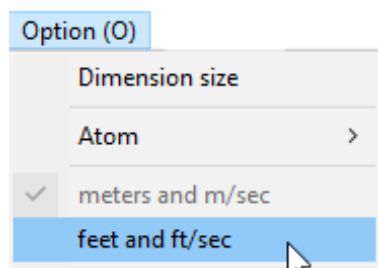 Option (O)
Dimension size
Atom
meters and m/sec
feet and ft/sec